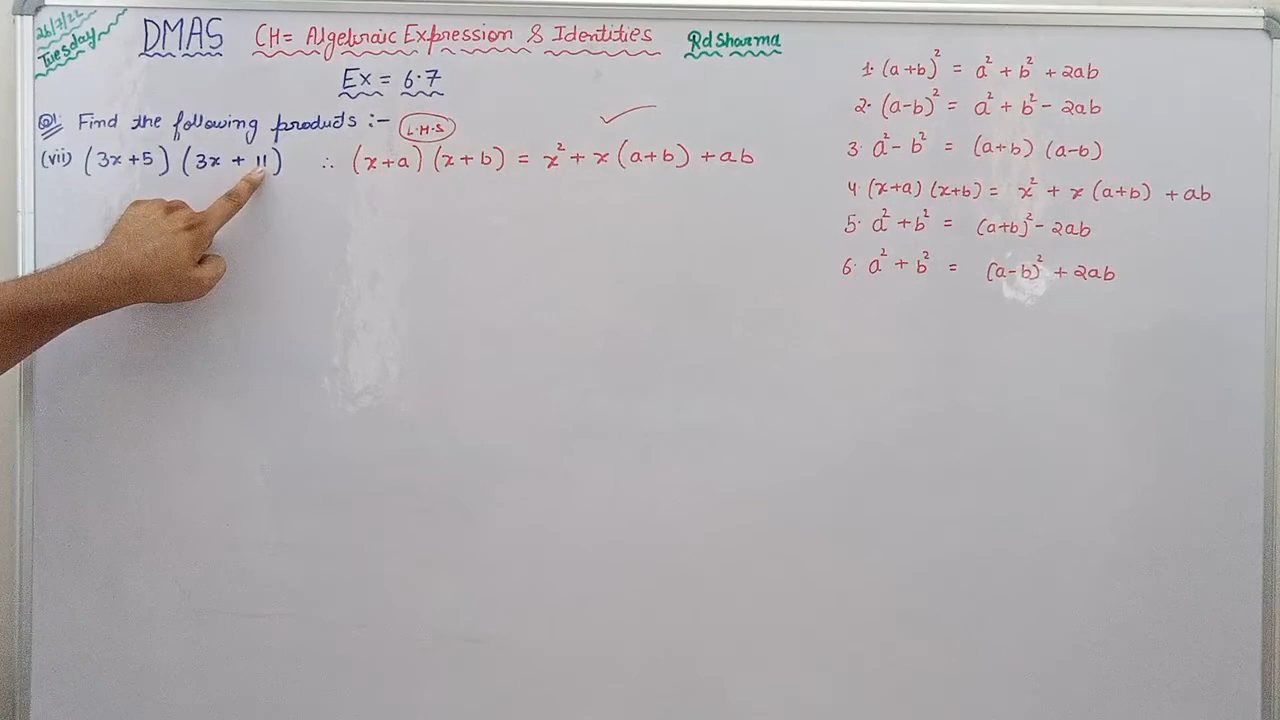 26/7/22
Tuesday
DMAS CH= Algebraic Expression & Identities Rd Sharma
Ex = 6.7
Q1 Find the following products :- L.H.S
(vii) (3x+5) (3x + 11) ∴ (x+a) (x+b) = x² + x (a+b) + ab
1. (a+b)² = a² + b² + 2ab
2. (a-b)² = a² + b² - 2ab
3. a² - b² = (a+b) (a-b)
4. (x+a) (x+b) = x² + x (a+b) + ab
5. a² + b² = (a+b)² - 2ab
6. a² + b² = (a-b)² + 2ab